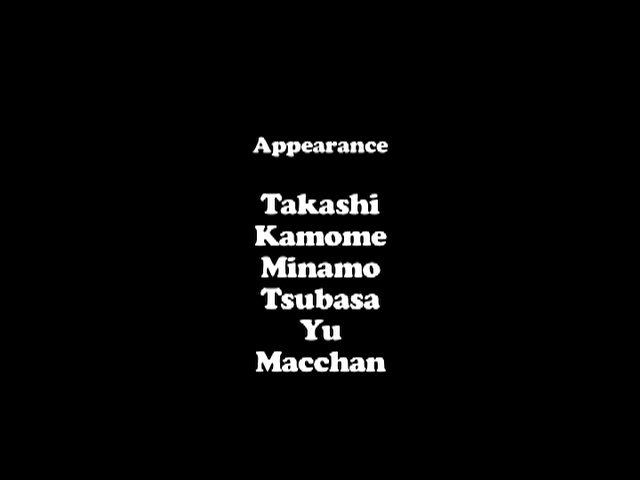 Appearance
Takashi
Kamome
Minamo
Tsubasa
Yu
Macchan